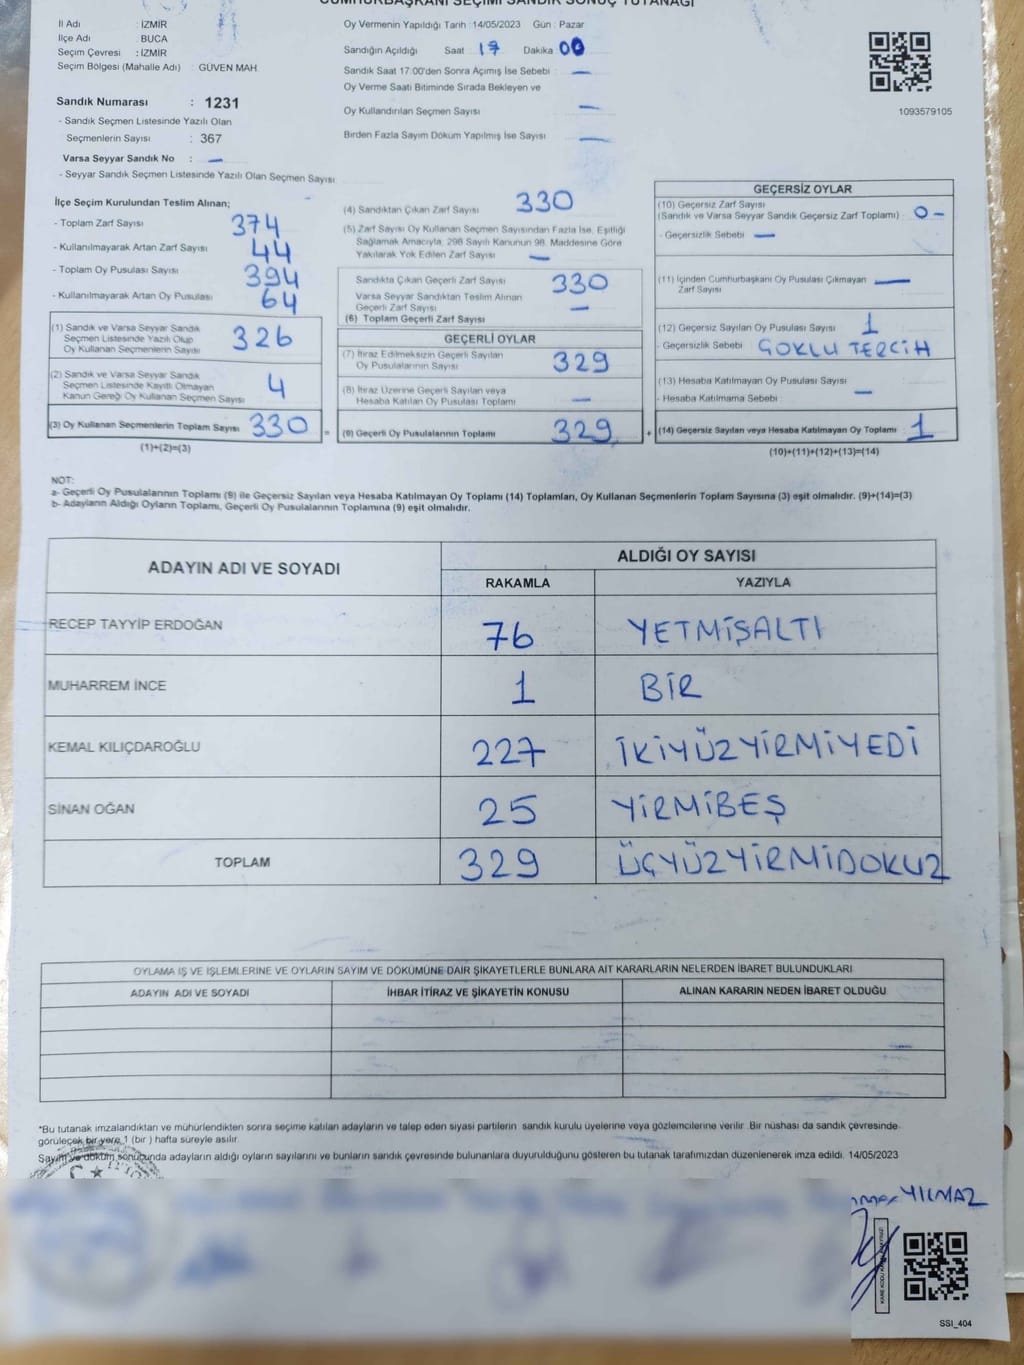 CUMHURBAŞKANI SEÇİMİ SANDIK SONUÇ TUTANAĞI
İl Adı : İZMİR
İlçe Adı : BUCA
Seçim Çevresi : İZMİR
Seçim Bölgesi (Mahalle Adı) : GÜVEN MAH.
Sandık Numarası : 1231
- Sandık Seçmen Listesinde Yazılı Olan
Seçmenlerin Sayısı : 367
Varsa Seyyar Sandık No : —
- Seyyar Sandık Seçmen Listesinde Yazılı Olan Seçmen Sayısı
Oy Vermenin Yapıldığı Tarih : 14/05/2023 Gün : Pazar
Sandığın Açıldığı Saat 17 Dakika 00
Sandık Saat 17:00'den Sonra Açımış İse Sebebi —
Oy Verme Saati Bitiminde Sırada Bekleyen ve
Oy Kullandırılan Seçmen Sayısı —
Birden Fazla Sayım Döküm Yapılmış İse Sayısı —
1093579105
İlçe Seçim Kurulundan Teslim Alınan; —
- Toplam Zarf Sayısı 374
- Kullanılmayarak Artan Zarf Sayısı 44
- Toplam Oy Pusulası Sayısı 394
- Kullanılmayarak Artan Oy Pusulası 64
(1) Sandık ve Varsa Seyyar Sandık
Seçmen Listesinde Yazılı Olup
Oy Kullanan Seçmenlerin Sayısı 326
(2) Sandık ve Varsa Seyyar Sandık
Seçmen Listesinde Kayıtlı Olmayan
Kanun Gereği Oy Kullanan Seçmen Sayısı 4
(3) Oy Kullanan Seçmenlerin Toplam Sayısı 330 =
(1)+(2)=(3)
(4) Sandıktan Çıkan Zarf Sayısı 330
(5) Zarf Sayısı Oy Kullanan Seçmen Sayısından Fazla İse, Eşitliği
Sağlamak Amacıyla, 298 Sayılı Kanunun 98. Maddesine Göre
Yakılarak Yok Edilen Zarf Sayısı —
Sandıkta Çıkan Geçerli Zarf Sayısı 330
Varsa Seyyar Sandıktan Teslim Alınan
Geçerli Zarf Sayısı —
(6) Toplam Geçerli Zarf Sayısı
GEÇERLİ OYLAR
(7) İtiraz Edilmeksizin Geçerli Sayılan
Oy Pusulalarının Sayısı 329
(8) İtiraz Üzerine Geçerli Sayılan veya
Hesaba Katılan Oy Pusulası Toplamı —
(9) Geçerli Oy Pusulalarının Toplamı 329 +
GEÇERSİZ OYLAR
(10) Geçersiz Zarf Sayısı
(Sandık ve Varsa Seyyar Sandık Geçersiz Zarf Toplamı) 0 —
- Geçersizlik Sebebi —
(11) İçinden Cumhurbaşkanı Oy Pusulası Çıkmayan
Zarf Sayısı —
(12) Geçersiz Sayılan Oy Pusulası Sayısı 1
- Geçersizlik Sebebi ÇOKLU TERCİH
(13) Hesaba Katılmayan Oy Pusulası Sayısı
- Hesaba Katılmama Sebebi —
(14) Geçersiz Sayılan veya Hesaba Katılmayan Oy Toplamı 1
(10)+(11)+(12)+(13)=(14)
NOT:
a- Geçerli Oy Pusulalarının Toplamı (9) ile Geçersiz Sayılan veya Hesaba Katılmayan Oy Toplamı (14) Toplamları, Oy Kullanan Seçmenlerin Toplam Sayısına (3) eşit olmalıdır. (9)+(14)=(3)
b- Adayların Aldığı Oyların Toplamı, Geçerli Oy Pusulalarının Toplamına (9) eşit olmalıdır.
ADAYIN ADI VE SOYADI ALDIĞI OY SAYISI
RAKAMLA YAZIYLA
RECEP TAYYİP ERDOĞAN 76 YETMİŞALTI
MUHARREM İNCE 1 BİR
KEMAL KILIÇDAROĞLU 227 İKİYÜZYİRMİYEDİ
SİNAN OĞAN 25 YİRMİBEŞ
TOPLAM 329 ÜÇYÜZYİRMİDOKUZ
OYLAMA İŞ VE İŞLEMLERİNE VE OYLARIN SAYIM VE DÖKÜMÜNE DAİR ŞİKAYETLERLE BUNLARA AİT KARARLARIN NELERDEN İBARET BULUNDUKLARI
ADAYIN ADI VE SOYADI İHBAR İTİRAZ VE ŞİKAYETİN KONUSU ALINAN KARARIN NEDEN İBARET OLDUĞU
*Bu tutanak imzalandıktan ve mühürlendikten sonra seçime katılan adayların ve talep eden siyasi partilerin sandık kurulu üyelerine veya gözlemcilerine verilir. Bir nüshası da sandık çevresinde
görülecek bir yere 1 (bir ) hafta süreyle asılır.
Sayım ve döküm sonucunda adayların aldığı oyların sayılarını ve bunların sandık çevresinde bulunanlara duyurulduğunu gösteren bu tutanak tarafımızdan düzenlenerek imza edildi. 14/05/2023
YILMAZ
SSI_404